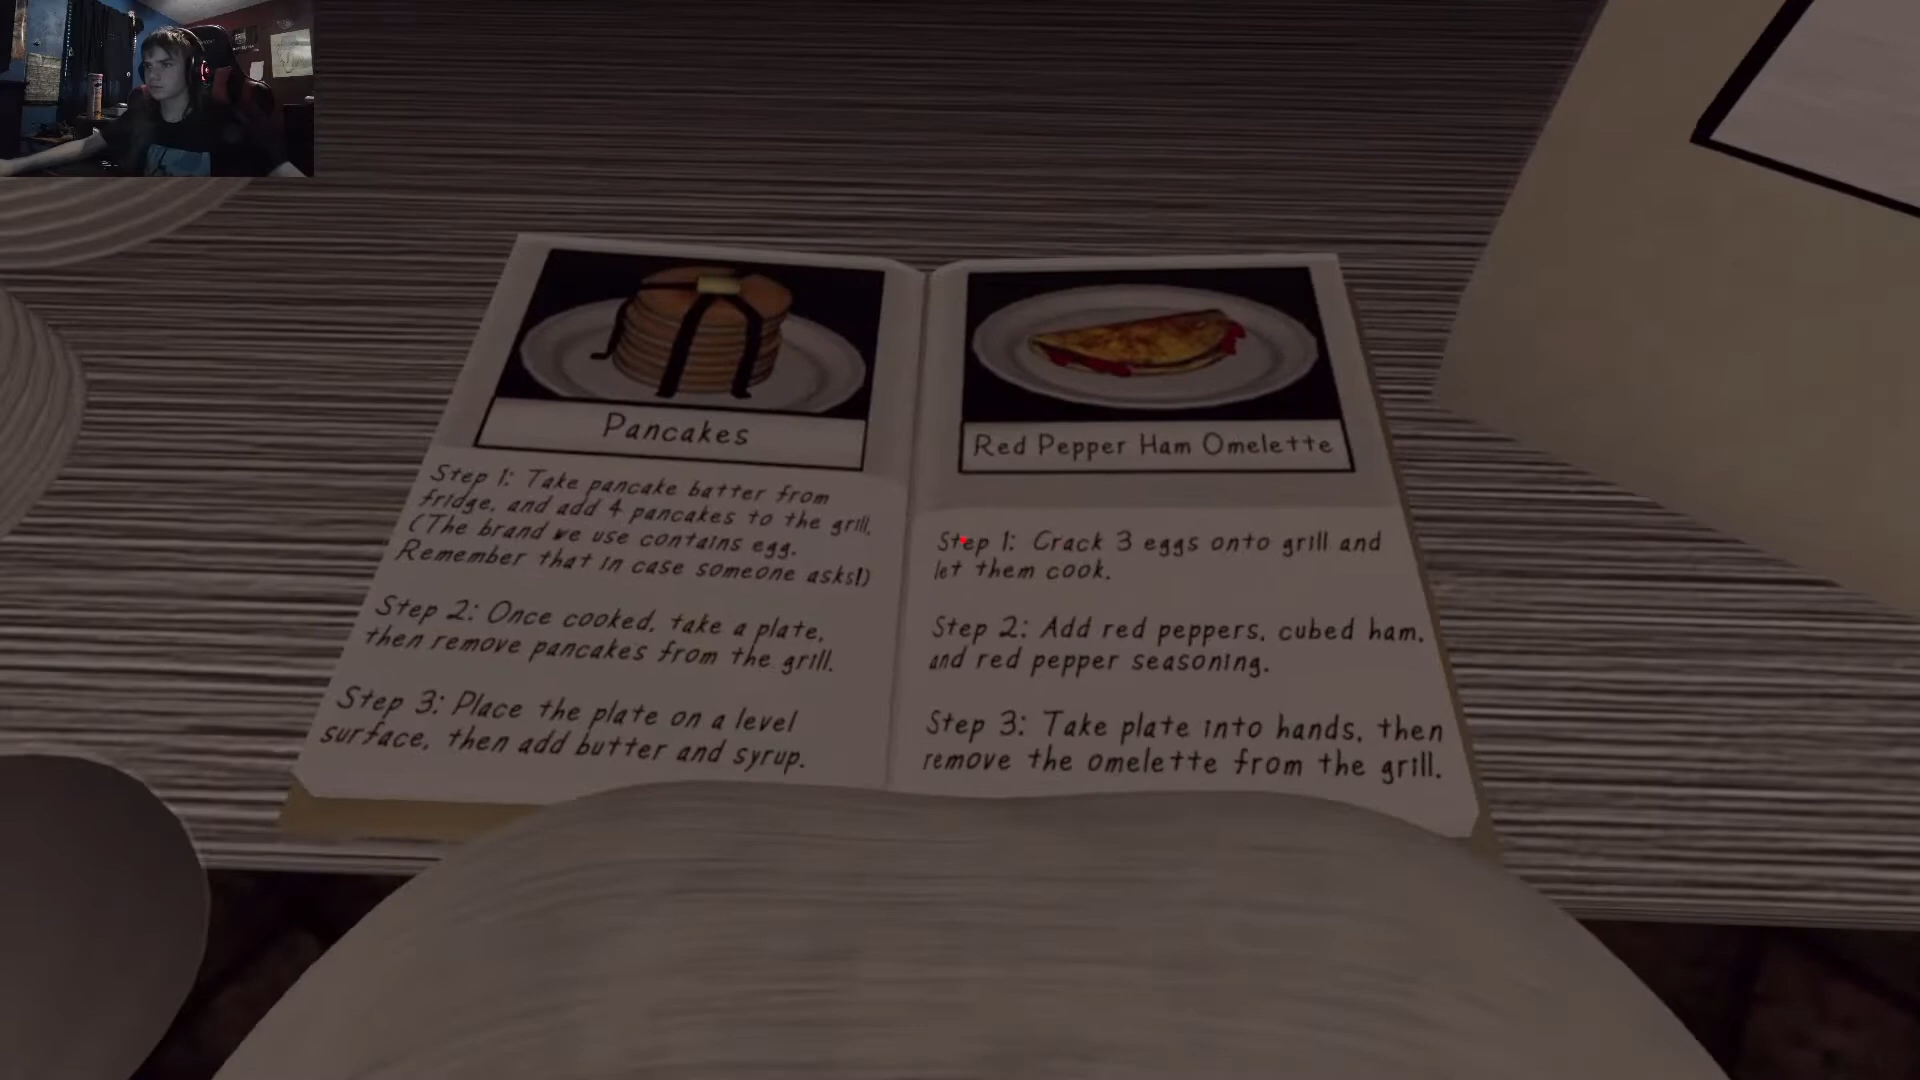 Pancakes
Step 1: Take pancake batter from
fridge, and add 4 pancakes to the grill.
(The brand we use contains egg.
Remember that in case someone asks!)
Step 2: Once cooked, take a plate,
then remove pancakes from the grill.
Step 3: Place the plate on a level
surface, then add butter and syrup.
Red Pepper Ham Omelette
Step 1: Crack 3 eggs onto grill and
let them cook.
Step 2: Add red peppers, cubed ham,
and red pepper seasoning.
Step 3: Take plate into hands, then
remove the omelette from the grill.